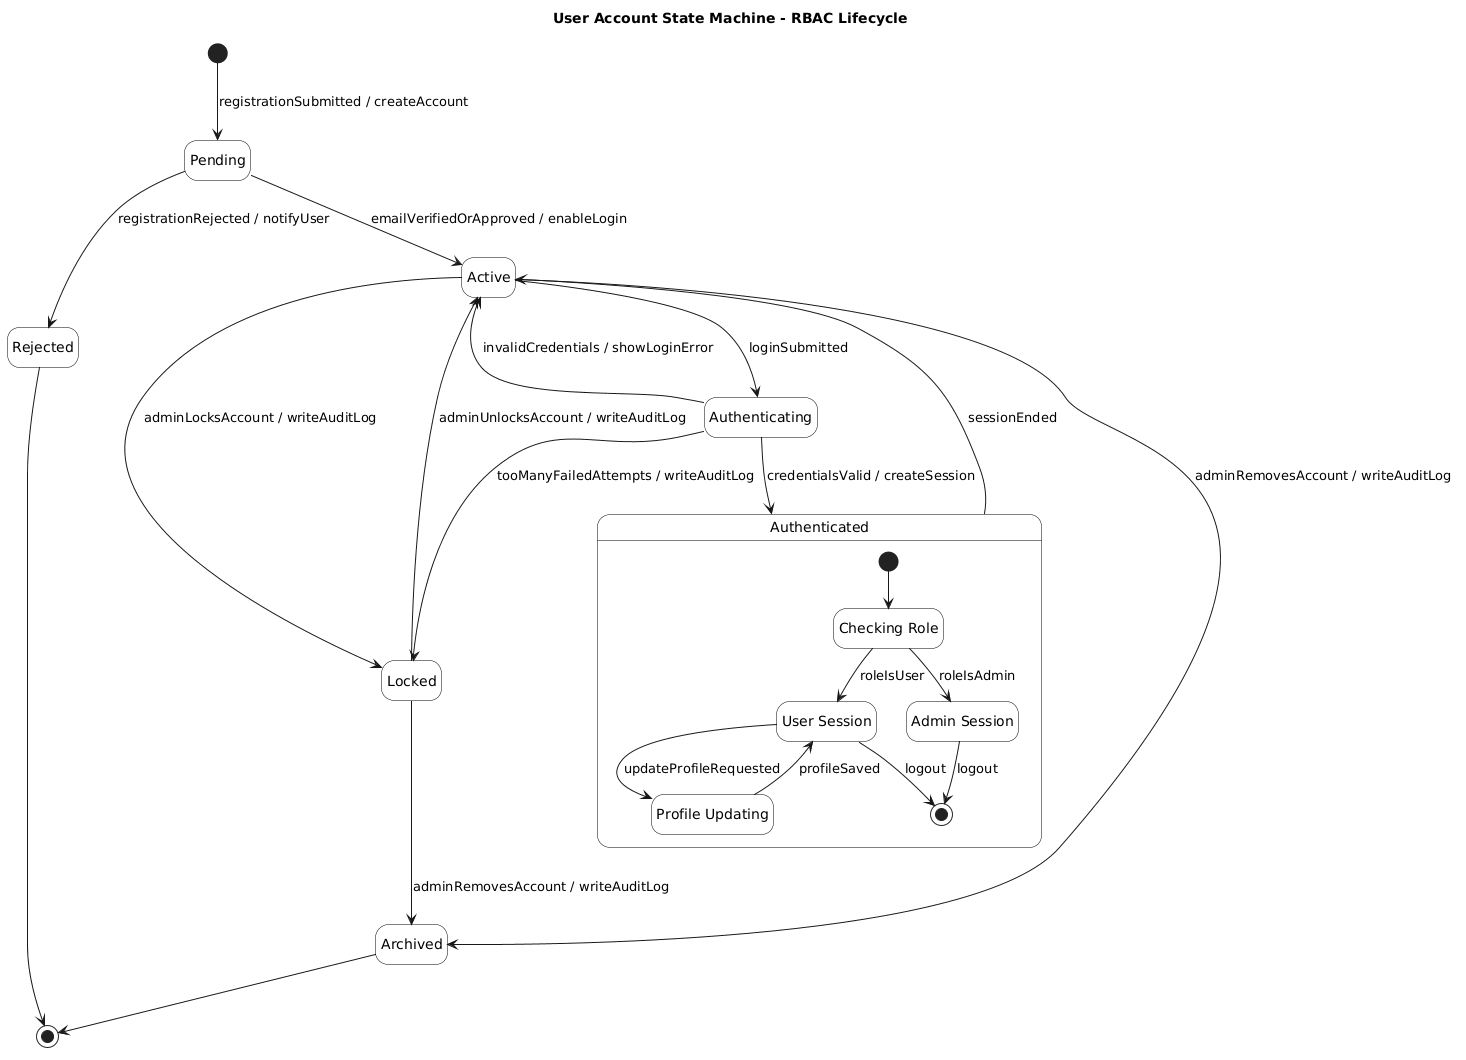 User Account State Machine - RBAC Lifecycle
registrationSubmitted / createAccount
Pending
registrationRejected / notifyUser
emailVerifiedOrApproved / enableLogin
Active
Rejected
invalidCredentials / showLoginError
loginSubmitted
adminLocksAccount / writeAuditLog
adminUnlocksAccount / writeAuditLog
Authenticating
sessionEnded
tooManyFailedAttempts / writeAuditLog
credentialsValid / createSession
adminRemovesAccount / writeAuditLog
Authenticated
Checking Role
roleIsUser
roleIsAdmin
Locked
User Session
Admin Session
updateProfileRequested
profileSaved
logout
logout
Profile Updating
adminRemovesAccount / writeAuditLog
Archived